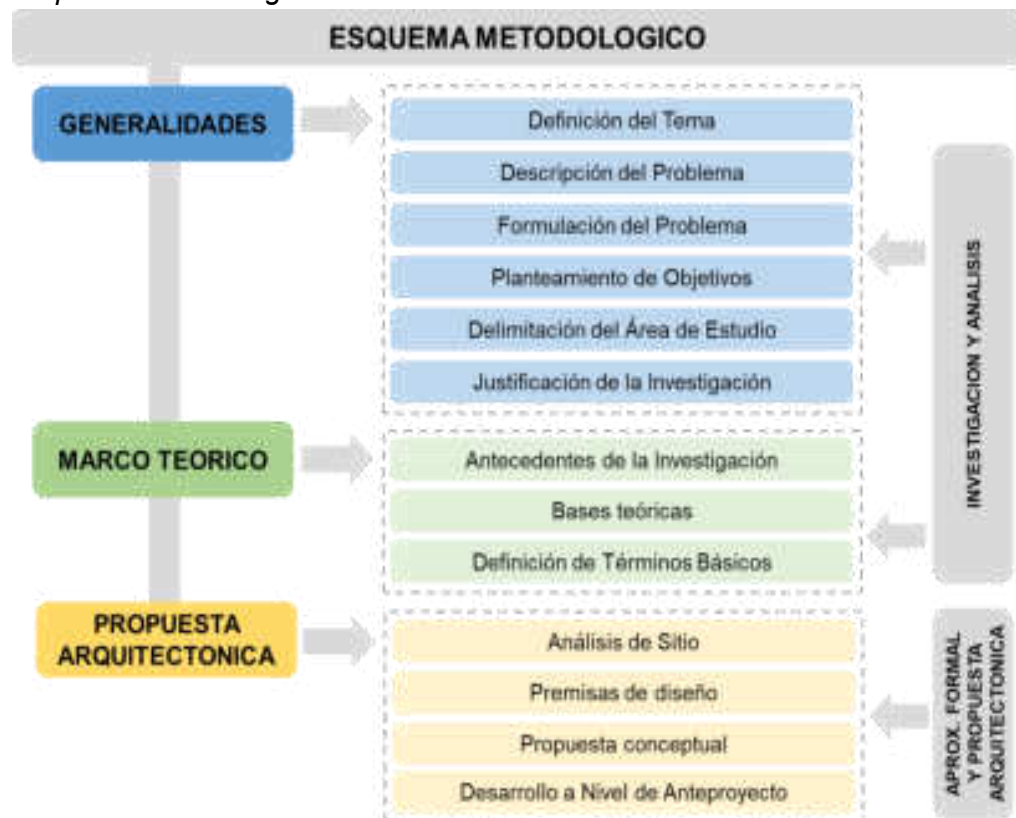 ESQUEMA METODOLOGICO
GENERALIDADES
Definición del Tema
Descripción del Problema
Formulación del Problema
Planteamiento de Objetivos
Delimitación del Área de Estudio
Justificación de la Investigación
MARCO TEORICO
Antecedentes de la Investigación
Bases teóricas
Definición de Términos Básicos
INVESTIGACION Y ANALISIS
PROPUESTA
ARQUITECTONICA
Análisis de Sitio
Premisas de diseño
Propuesta conceptual
Desarrollo a Nivel de Anteproyecto
APROX. FORMAL
Y PROPUESTA
ARQUITECTONICA